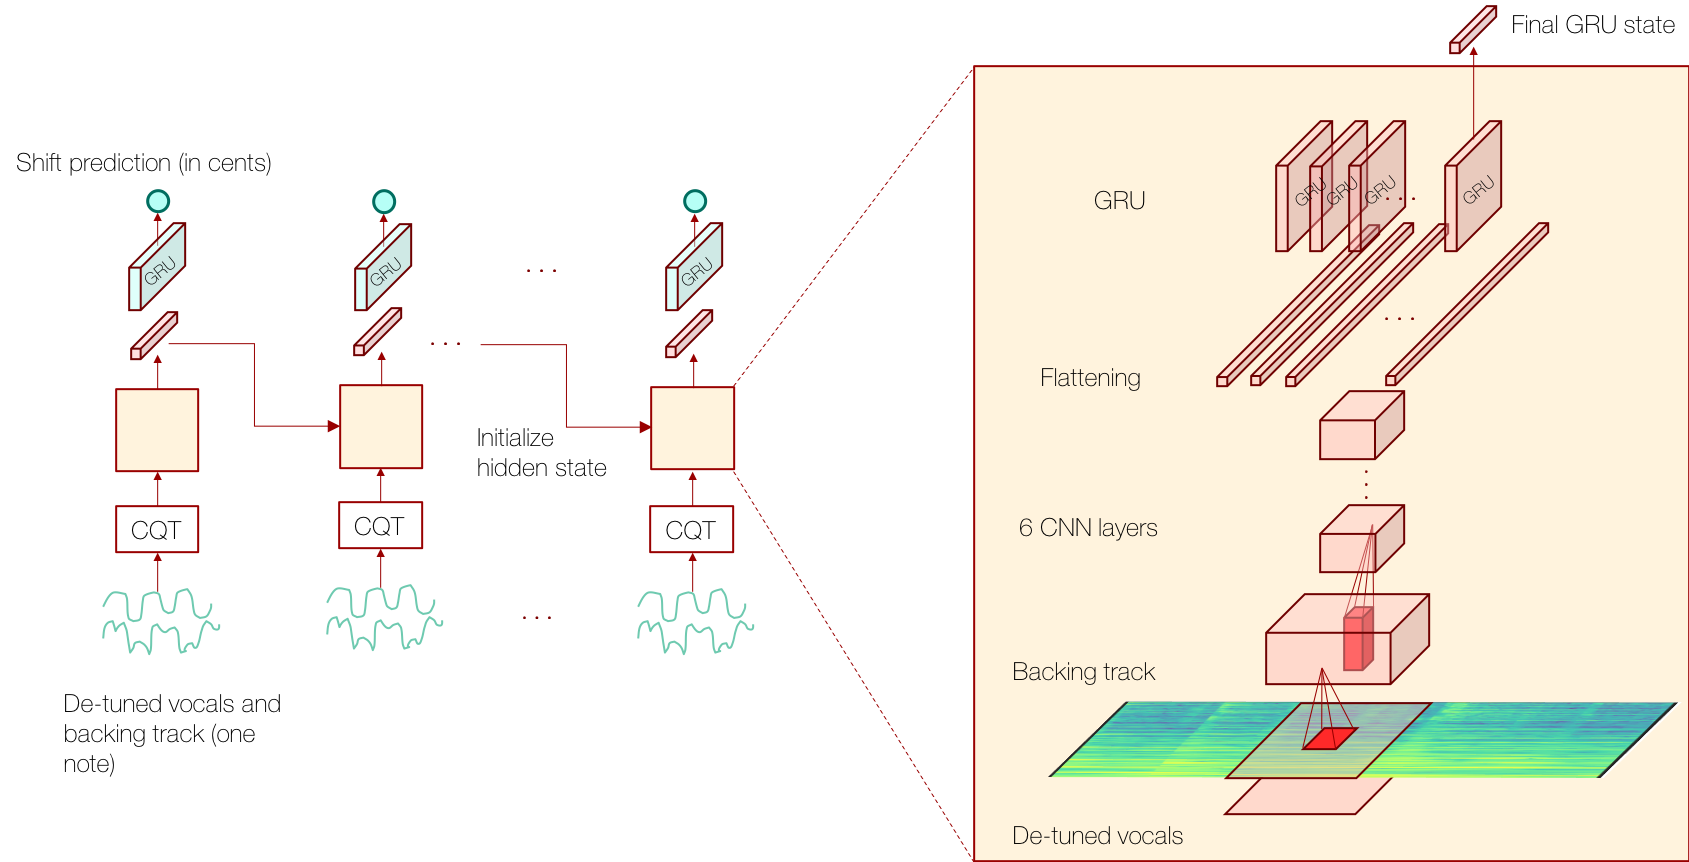 Final GRU state
Shift prediction (in cents)
GRU
GRU
GRU
. . .
. . .
Initialize
hidden state
CQT
CQT
CQT
. . .
De-tuned vocals and
backing track (one
note)
GRU
GRU
GRU
GRU
. . .
GRU
. . .
Flattening
. . .
6 CNN layers
Backing track
De-tuned vocals